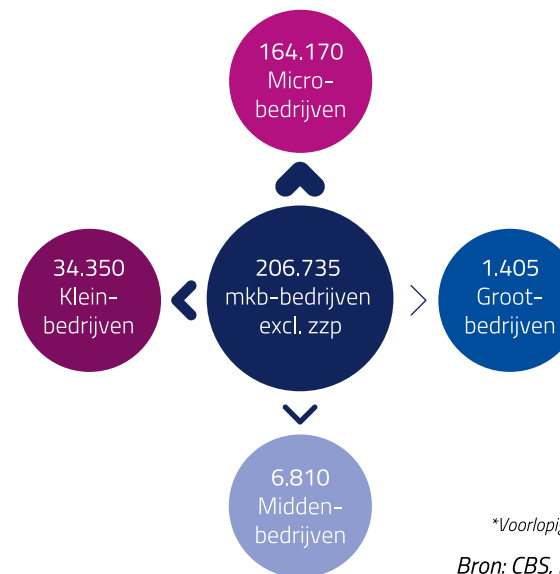 164.170
Micro-
bedrijven
34.350
Klein-
bedrijven
206.735
mkb-bedrijven
excl. zzp
1.405
Groot-
bedrijven
6.810
Midden-
bedrijven
Bron: CBS,